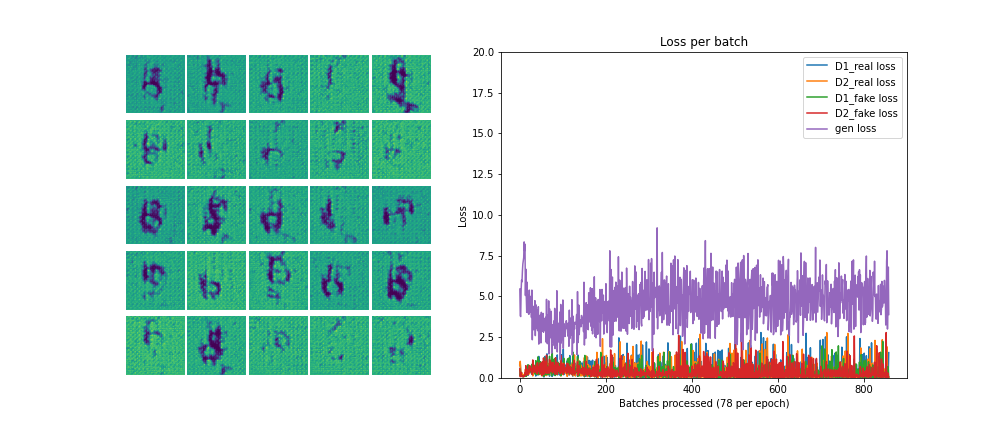 Loss per batch
20.0
17.5
15.0
12.5
10.0
7.5
5.0
2.5
0.0
Loss
D1_real loss
D2_real loss
D1_fake loss
D2_fake loss
gen loss
0 200 400 600 800
Batches processed (78 per epoch)